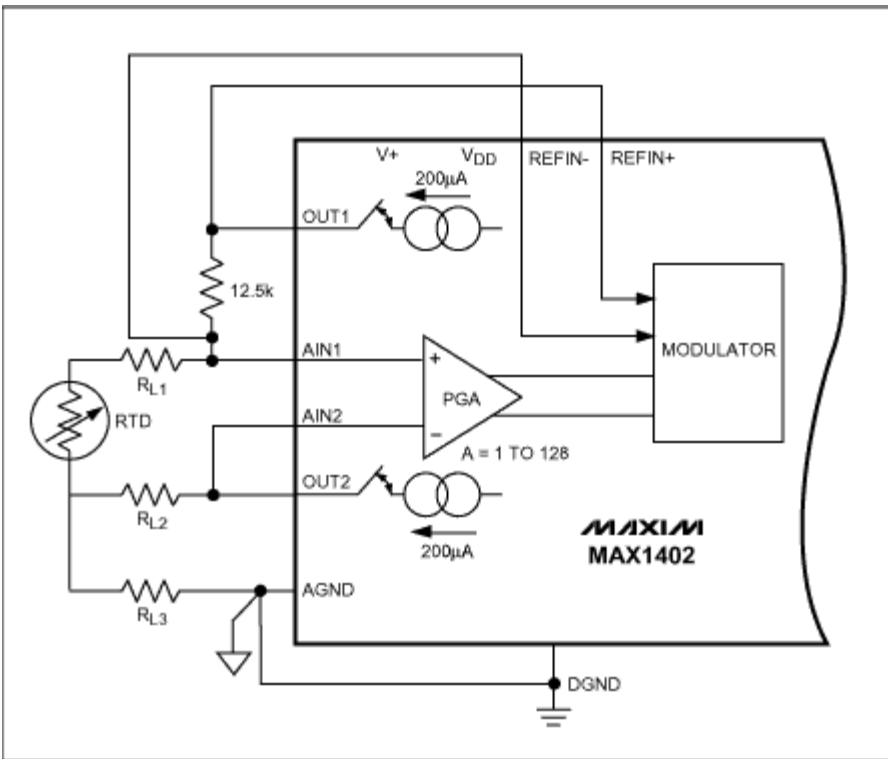 V+
VDD
REFIN-
REFIN+
200µA
OUT1
12.5k
AIN1
RL1
+
MODULATOR
PGA
RTD
AIN2
−
A = 1 TO 128
OUT2
RL2
200µA
MAXIM
MAX1402
AGND
RL3
DGND